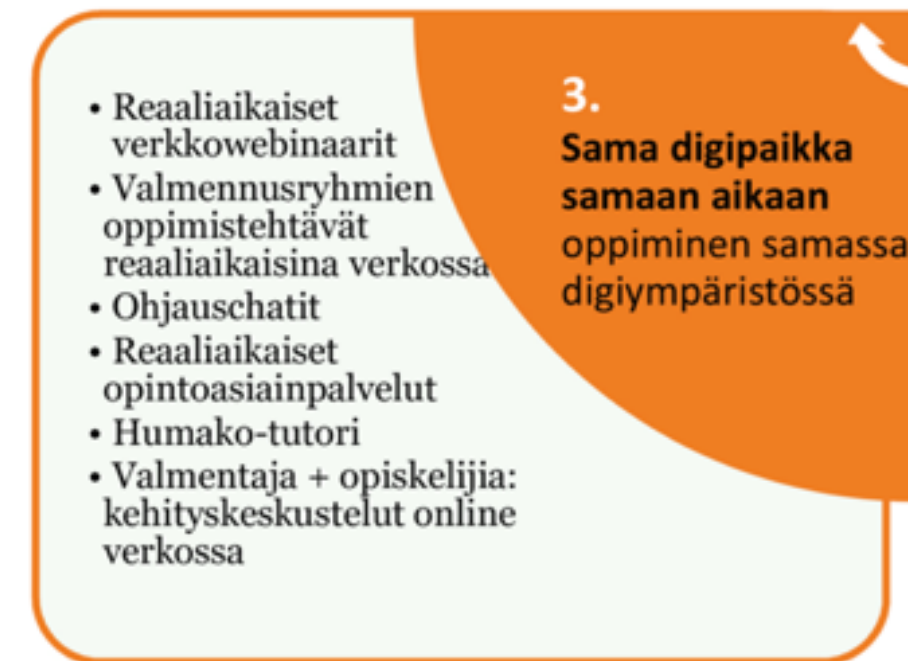 • Reaaliaikaiset
verkkowebinaarit
• Valmennusryhmien
oppimistehtävät
reaaliaikaisina verkossa
• Ohjauschatit
• Reaaliaikaiset
opintoasiainpalvelut
• Humako-tutori
• Valmentaja + opiskelijia:
kehityskeskustelut online
verkossa
3.
Sama digipaikka
samaan aikaan
oppiminen samassa
digiympäristössä